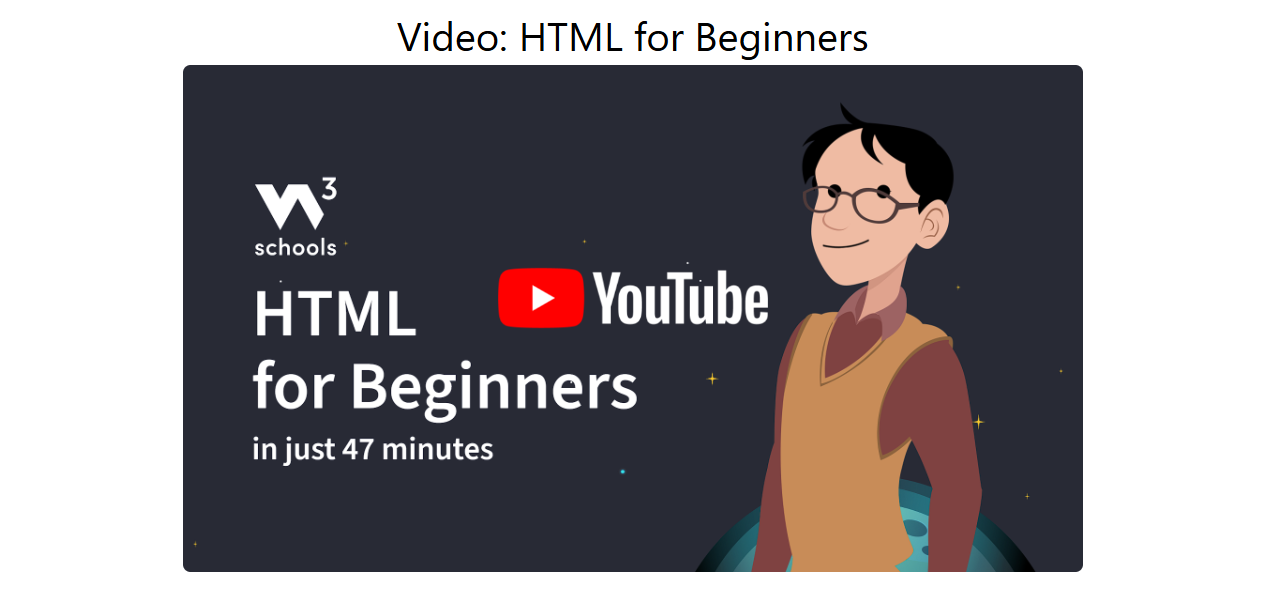 Video: HTML for Beginners
W3
schools
HTML
YouTube
for Beginners
in just 47 minutes